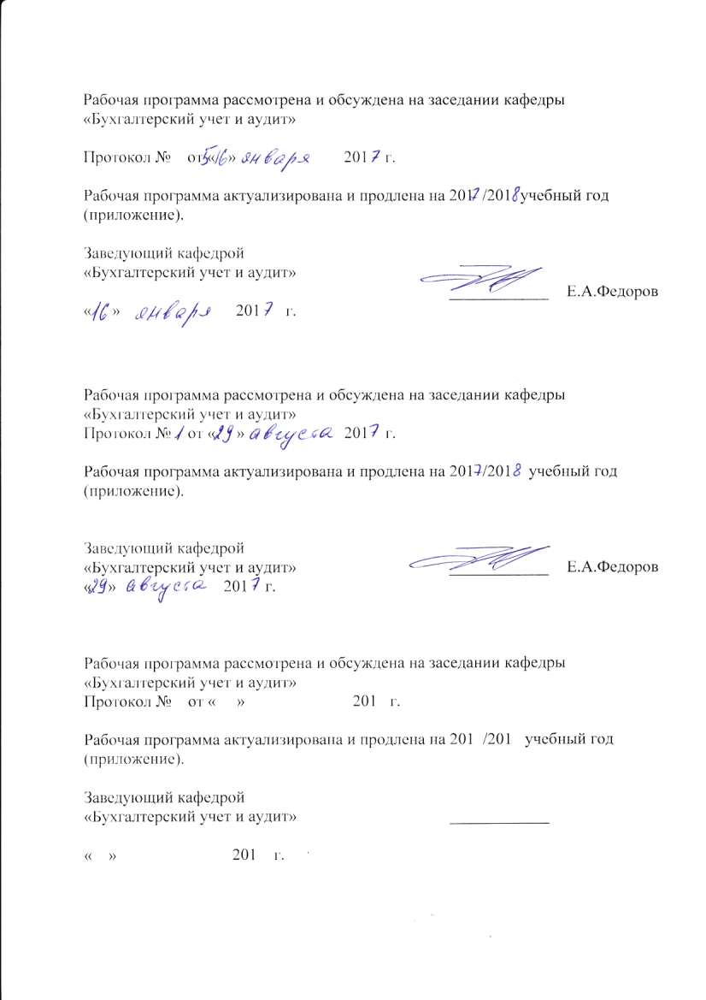 Рабочая программа рассмотрена и обсуждена на заседании кафедры
«Бухгалтерский учет и аудит»
Протокол № от 5 «16» января 2017 г.
Рабочая программа актуализирована и продлена на 2017 /2018 учебный год
(приложение).
Заведующий кафедрой
«Бухгалтерский учет и аудит»
____________ Е.А.Федоров
«16 » января 2017 г.
Рабочая программа рассмотрена и обсуждена на заседании кафедры
«Бухгалтерский учет и аудит»
Протокол № 1 от «29 » августа 2017 г.
Рабочая программа актуализирована и продлена на 2017/2018 учебный год
(приложение).
Заведующий кафедрой
«Бухгалтерский учет и аудит» ____________ Е.А.Федоров
«29» августа 2017 г.
Рабочая программа рассмотрена и обсуждена на заседании кафедры
«Бухгалтерский учет и аудит»
Протокол № от « » 201 г.
Рабочая программа актуализирована и продлена на 201 /201 учебный год
(приложение).
Заведующий кафедрой
«Бухгалтерский учет и аудит» ____________
« » 201 г.